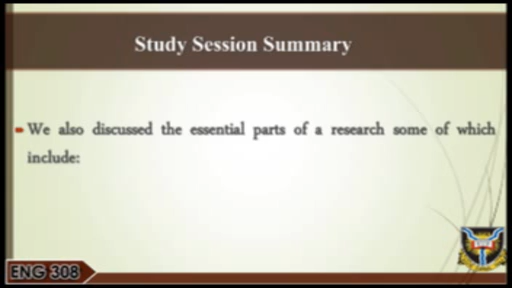 Study Session Summary
We also discussed the essential parts of a research some of which
include:
ENG 308